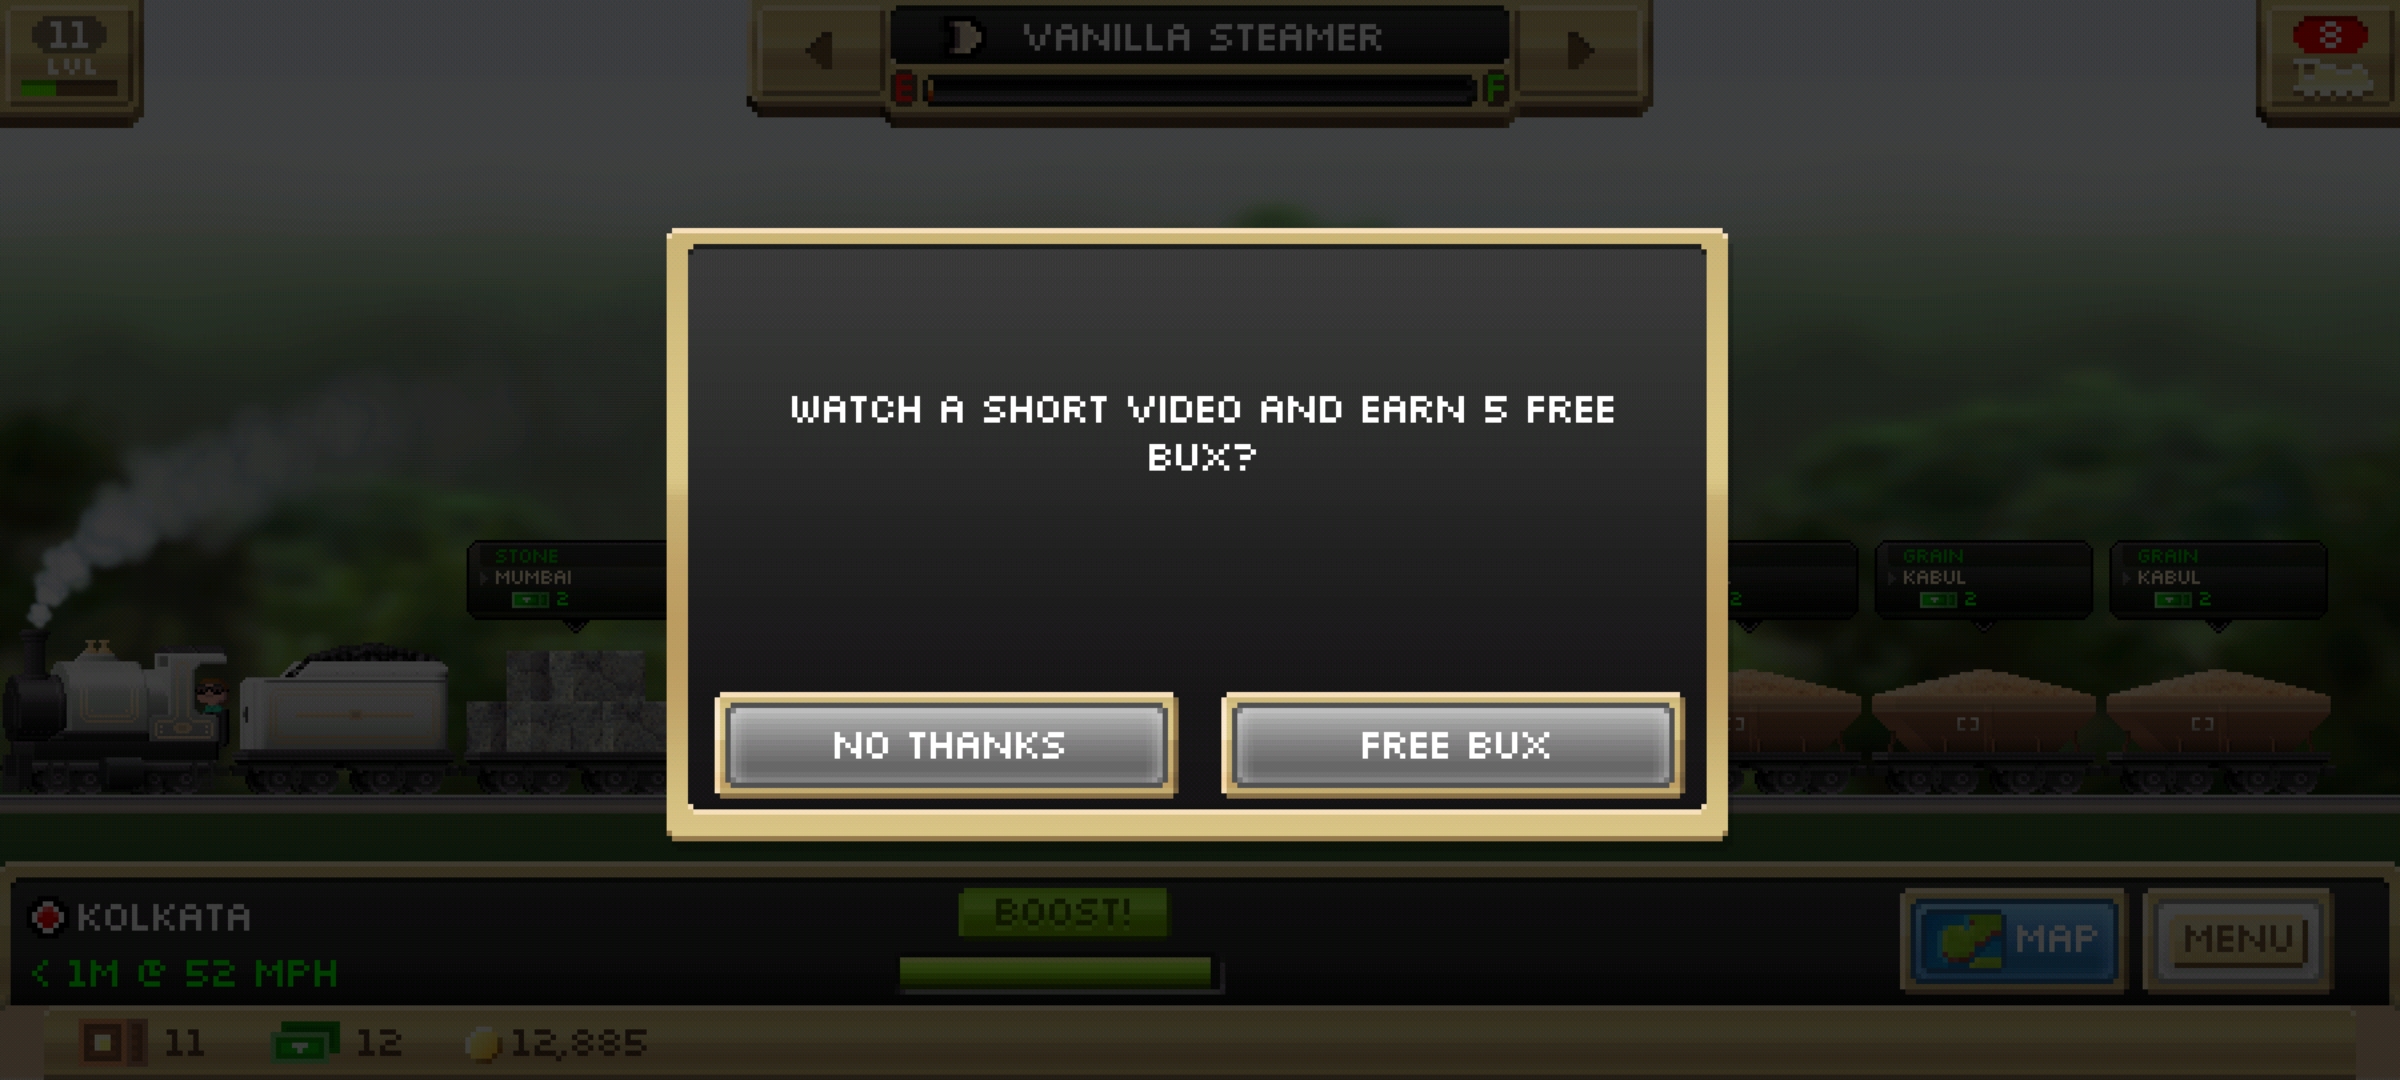 11
LVL
VANILLA STEAMER
E
F
8
WATCH A SHORT VIDEO AND EARN 5 FREE
BUX?
STONE
MUMBAI
2
2
GRAIN
KABUL
2
GRAIN
KABUL
2
NO THANKS
FREE BUX
KOLKATA
< 1M @ 52 MPH
BOOST!
MAP
MENU
11
12
12,885